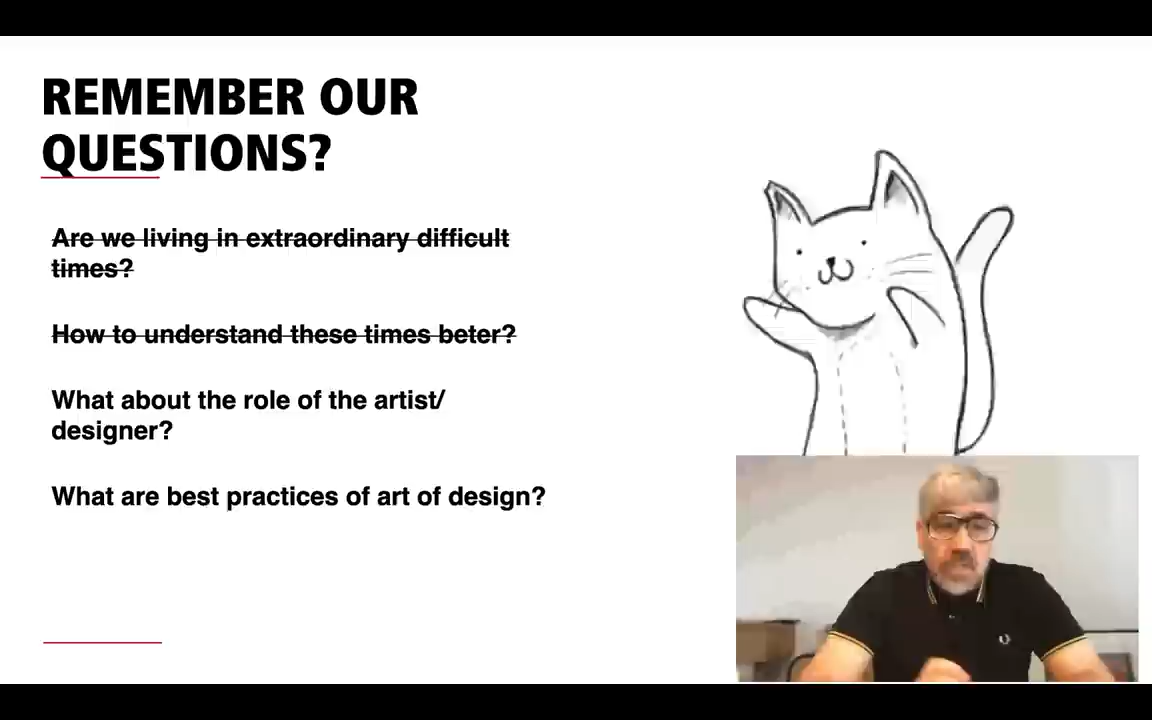 REMEMBER OUR
QUESTIONS?
Are we living in extraordinary difficult
times?
How to understand these times beter?
What about the role of the artist/
designer?
What are best practices of art of design?